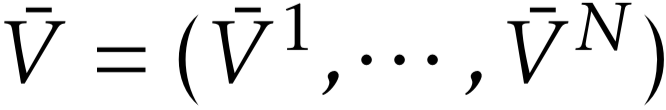 V̄ = (V̄¹, ⋯ , V̄ᴺ)